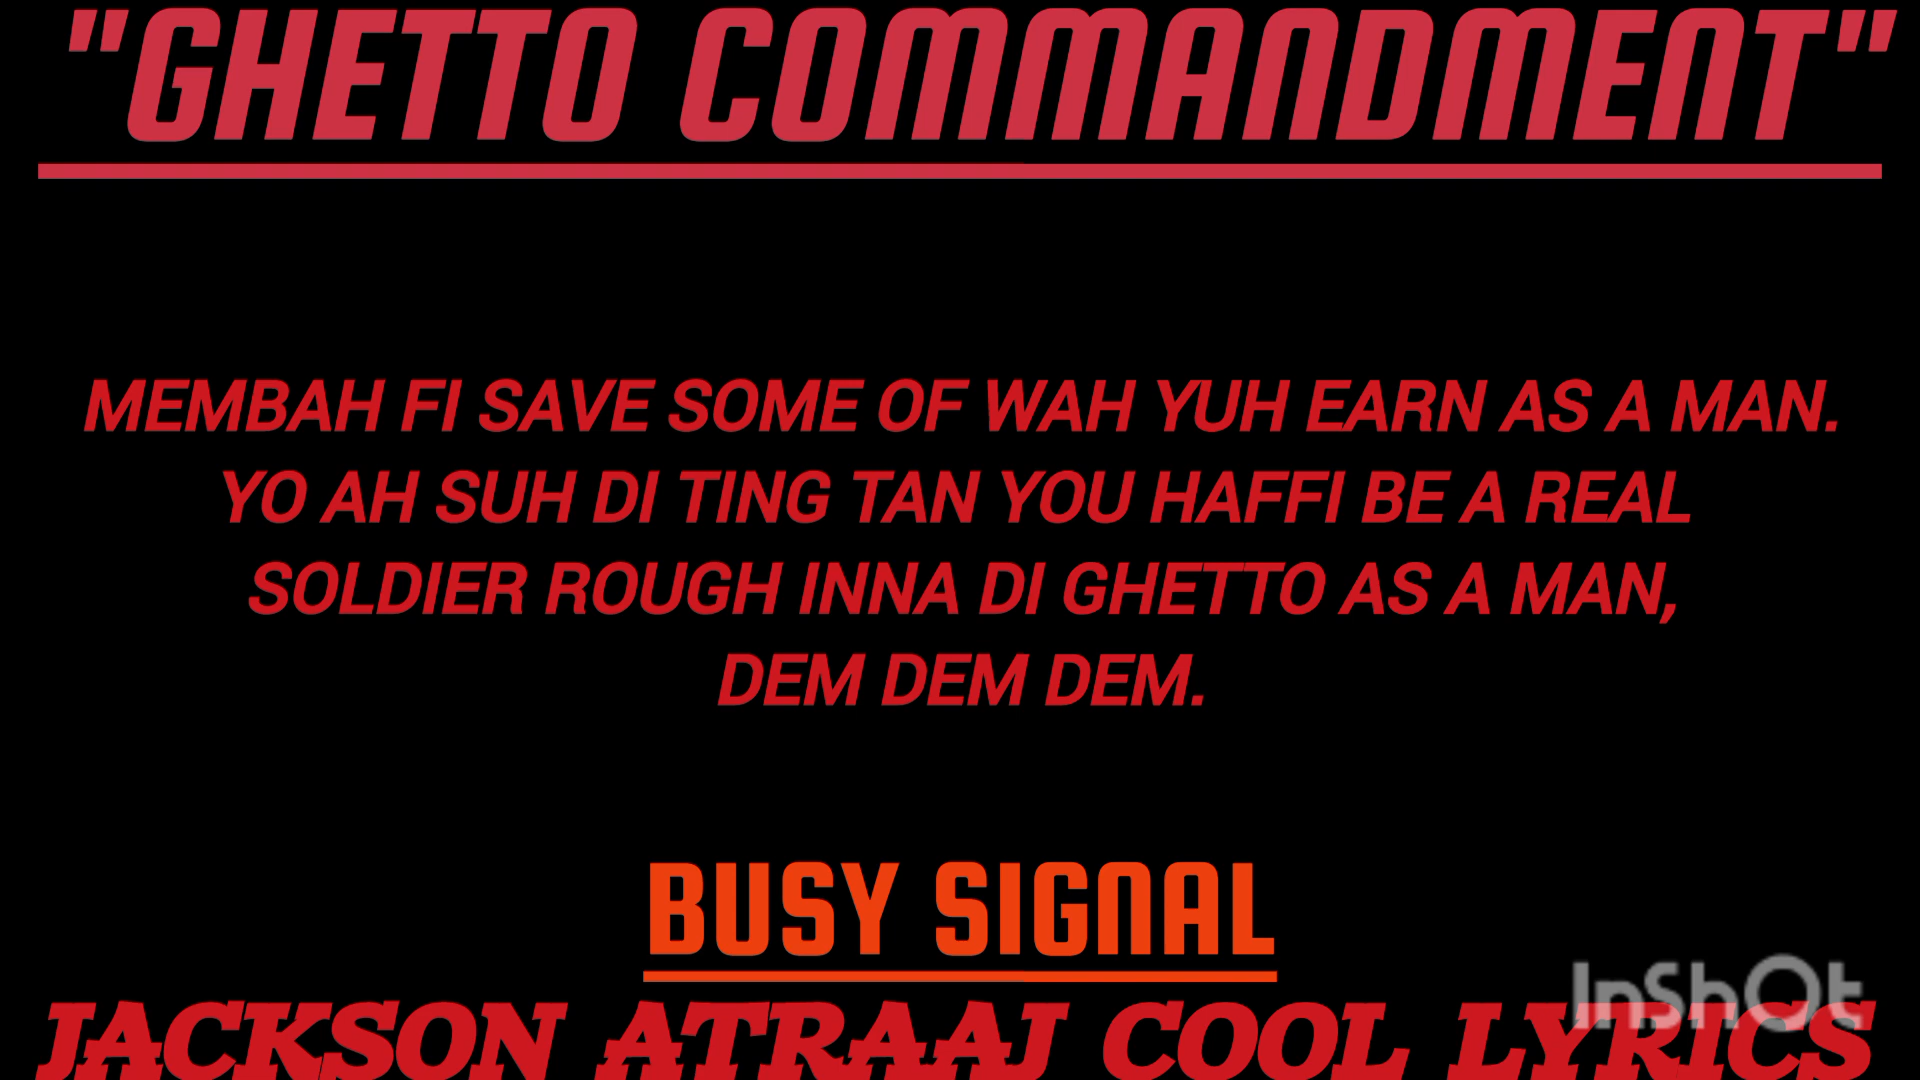 "GHETTO COMMANDMENT"
MEMBAH FI SAVE SOME OF WAH YUH EARN AS A MAN.
YO AH SUH DI TING TAN YOU HAFFI BE A REAL
SOLDIER ROUGH INNA DI GHETTO AS A MAN,
DEM DEM DEM.
BUSY SIGNAL
InShOt
JACKSON ATRAAJ COOL LYRICS